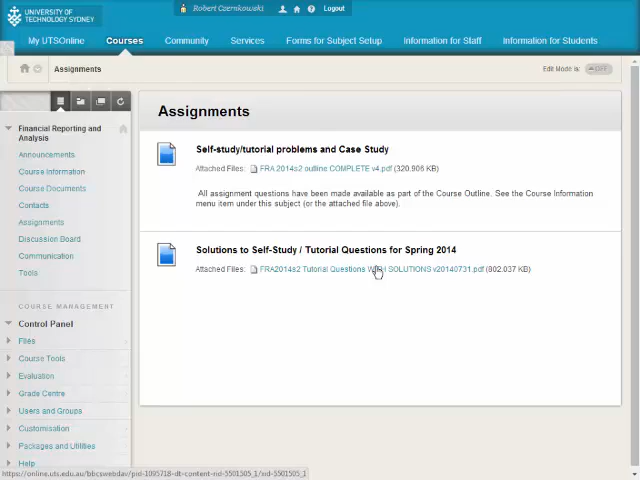 UNIVERSITY OF
TECHNOLOGY SYDNEY
Robert Czernkowski
Logout
My UTSOnline
Courses
Community
Services
Forms for Subject Setup
Information for Staff
Information for Students
Assignments
Edit Mode is:
OFF
Financial Reporting and
Analysis
Announcements
Course Information
Course Documents
Contacts
Assignments
Discussion Board
Communication
Tools
COURSE MANAGEMENT
Control Panel
Files
Course Tools
Evaluation
Grade Centre
Users and Groups
Customisation
Packages and Utilities
Help
Assignments
Self-study/tutorial problems and Case Study
Attached Files: FRA 2014s2 outline COMPLETE v4.pdf (320.906 KB)
All assignment questions have been made available as part of the Course Outline. See the Course Information
menu item under this subject (or the attached file above).
Solutions to Self-Study / Tutorial Questions for Spring 2014
Attached Files: FRA2014s2 Tutorial Questions WITH SOLUTIONS v20140731.pdf (802.037 KB)
https://online.uts.edu.au/bbcswebdav/pid-1095718-dt-content-rid-5501505_1/xid-5501505_1